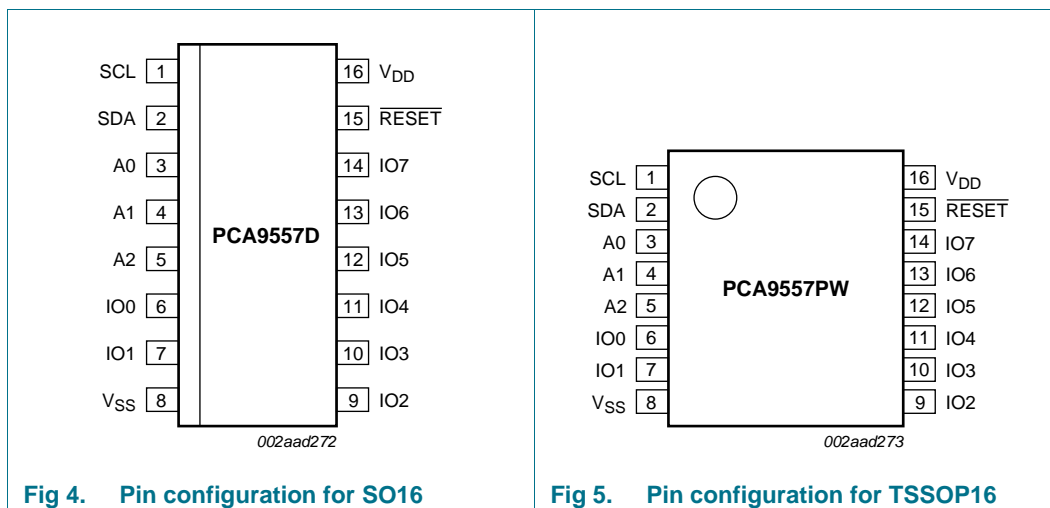 SCL 1 16 VDD
SDA 2 15 RESET
A0 3 14 IO7
A1 4 13 IO6
PCA9557D
A2 5 12 IO5
IO0 6 11 IO4
IO1 7 10 IO3
VSS 8 9 IO2
002aad272
Fig 4. Pin configuration for SO16
SCL 1 16 VDD
SDA 2 15 RESET
A0 3 14 IO7
A1 4 13 IO6
PCA9557PW
A2 5 12 IO5
IO0 6 11 IO4
IO1 7 10 IO3
VSS 8 9 IO2
002aad273
Fig 5. Pin configuration for TSSOP16